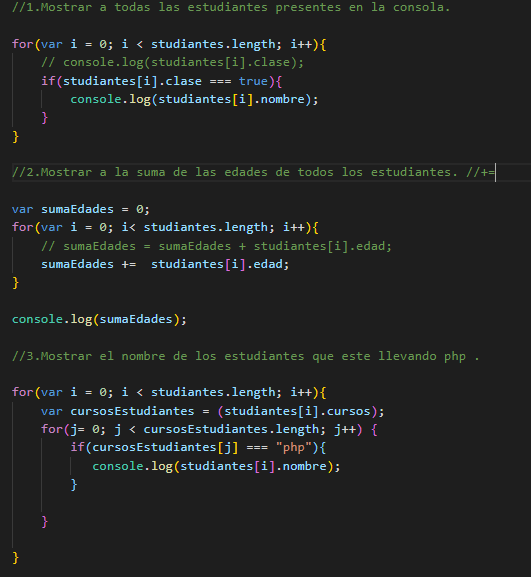 //1.Mostrar a todas las estudiantes presentes en la consola.
for(var i = 0; i < studiantes.length; i++){
// console.log(studiantes[i].clase);
if(studiantes[i].clase === true){
console.log(studiantes[i].nombre);
}
}
//2.Mostrar a la suma de las edades de todos los estudiantes. //+=
var sumaEdades = 0;
for(var i = 0; i< studiantes.length; i++){
// sumaEdades = sumaEdades + studiantes[i].edad;
sumaEdades +=  studiantes[i].edad;
}
console.log(sumaEdades);
//3.Mostrar el nombre de los estudiantes que este llevando php .
for(var i = 0; i < studiantes.length; i++){
var cursosEstudiantes = (studiantes[i].cursos);
for(j= 0; j < cursosEstudiantes.length; j++) {
if(cursosEstudiantes[j] === "php"){
console.log(studiantes[i].nombre);
}
}
}